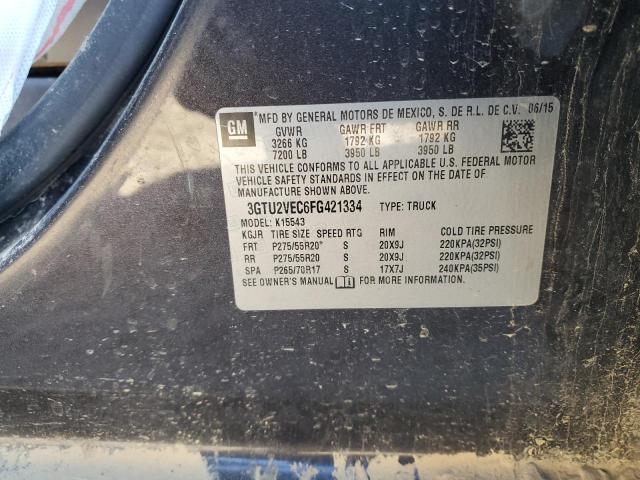 GM MFD BY GENERAL MOTORS DE MEXICO, S. DE R.L. DE C.V. 06/15
GVWR GAWR FRT GAWR RR
3266 KG 1792 KG 1792 KG
7200 LB 3950 LB 3950 LB
THIS VEHICLE CONFORMS TO ALL APPLICABLE U.S. FEDERAL MOTOR
VEHICLE SAFETY STANDARDS IN EFFECT ON THE DATE OF
MANUFACTURE SHOWN ABOVE.
3GTU2VEC6FG421334 TYPE: TRUCK
MODEL: K15543
KGJR TIRE SIZE SPEED RTG RIM COLD TIRE PRESSURE
FRT P275/55R20 S 20X9J 220KPA(32PSI)
RR P275/55R20 S 20X9J 220KPA(32PSI)
SPA P265/70R17 S 17X7J 240KPA(35PSI)
SEE OWNER'S MANUAL FOR MORE INFORMATION.